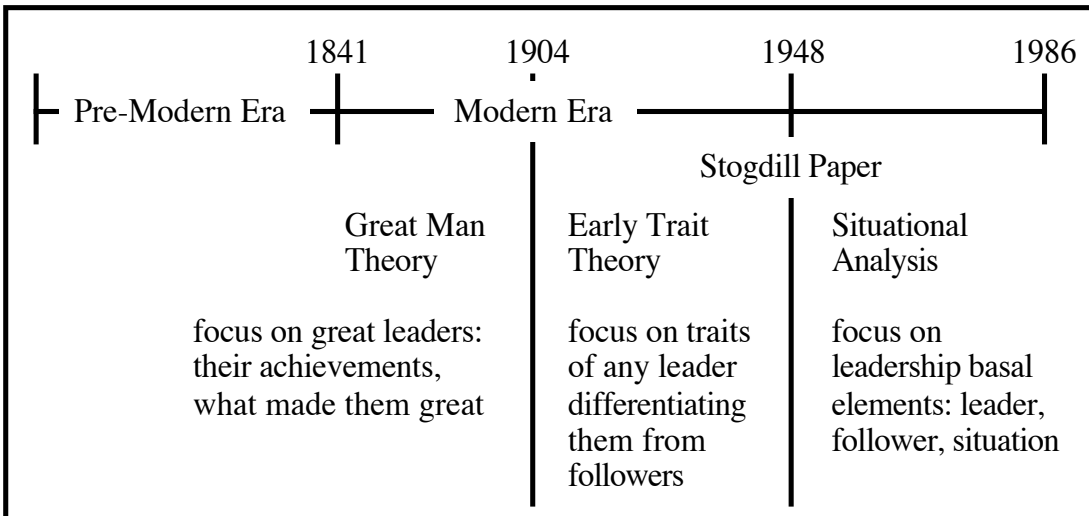 1841 1904 1948 1986
Pre-Modern Era Modern Era
Stogdill Paper
Great Man
Theory
focus on great leaders:
their achievements,
what made them great
Early Trait
Theory
focus on traits
of any leader
differentiating
them from
followers
Situational
Analysis
focus on
leadership basal
elements: leader,
follower, situation